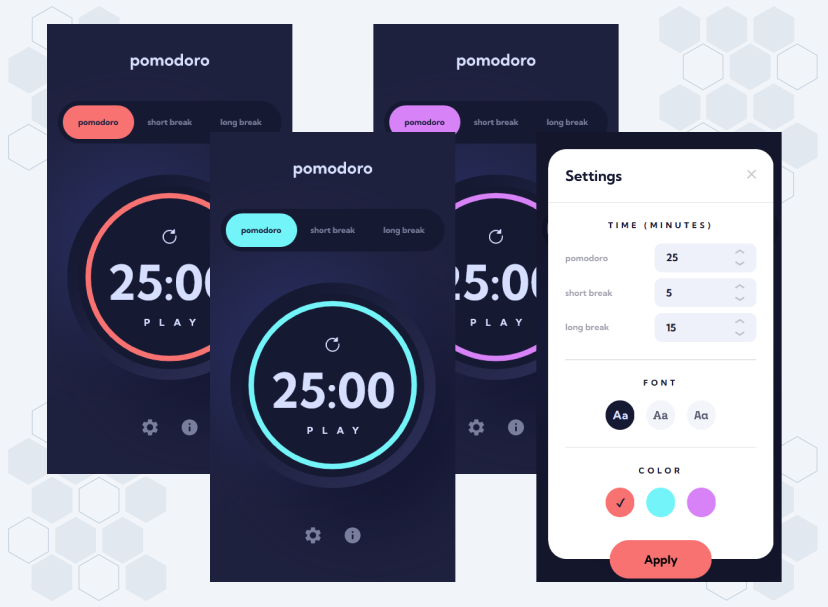 pomodoro
pomodoro short break long break
25:00
PLAY
pomodoro
pomodoro short break long break
25:00
PLAY
pomodoro
pomodoro short break long break
25:00
PLAY
Settings
TIME (MINUTES)
pomodoro 25
short break 5
long break 15
FONT
Aa Aa Aa
COLOR
Apply